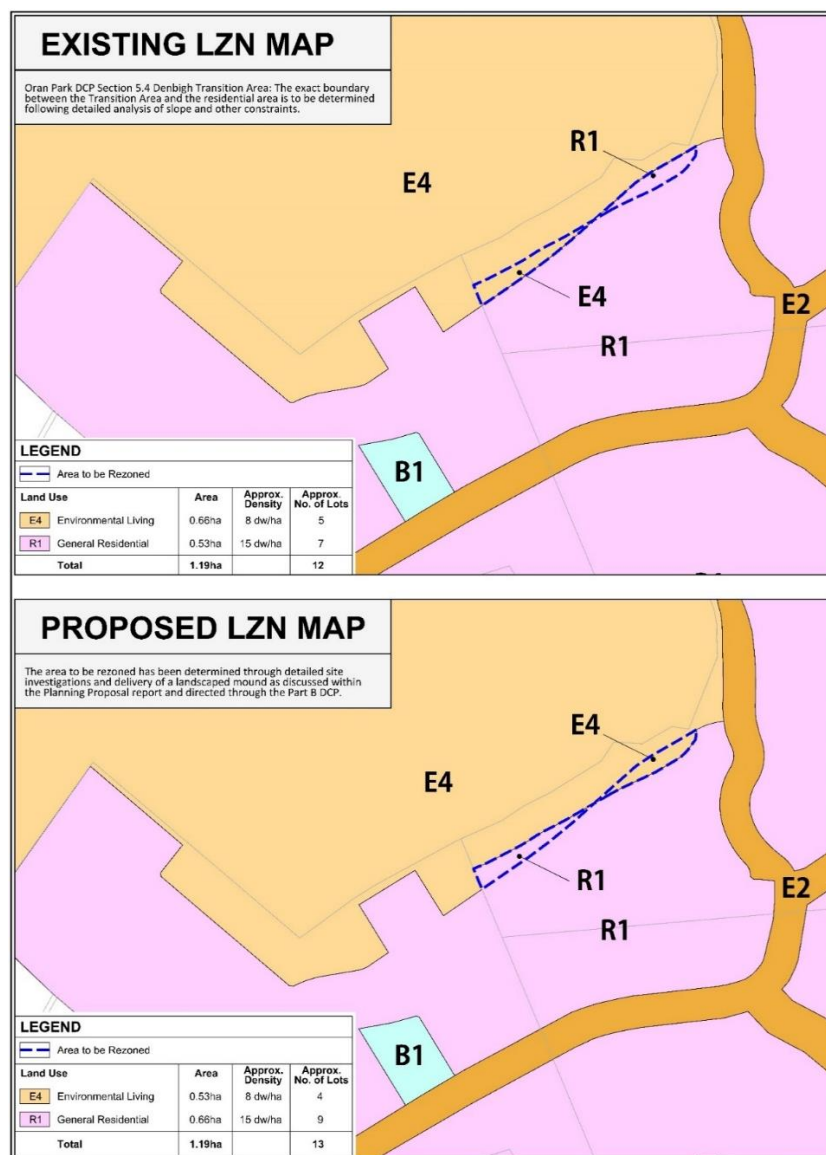 EXISTING LZN MAP
Oran Park DCP Section 5.4 Denbigh Transition Area: The exact boundary
between the Transition Area and the residential area is to be determined
following detailed analysis of slope and other constraints.
R1
E4
E4
E2
R1
B1
LEGEND
Area to be Rezoned
Land Use Area Approx. Density Approx. No. of Lots
E4 Environmental Living 0.66ha 8 dw/ha 5
R1 General Residential 0.53ha 15 dw/ha 7
Total 1.19ha 12
PROPOSED LZN MAP
The area to be rezoned has been determined through detailed site
investigations and delivery of a landscaped mound as discussed within
the Planning Proposal report and directed through the Part B DCP.
E4
E4
R1
E2
R1
B1
LEGEND
Area to be Rezoned
Land Use Area Approx. Density Approx. No. of Lots
E4 Environmental Living 0.53ha 8 dw/ha 4
R1 General Residential 0.66ha 15 dw/ha 9
Total 1.19ha 13